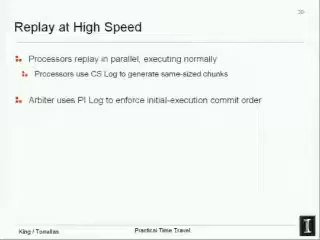 Replay at High Speed
Processors replay in parallel, executing normally
Processors use CS Log to generate same-sized chunks
Arbiter uses PI Log to enforce initial-execution commit order
King / Torrellas
Practical Time Travel
I